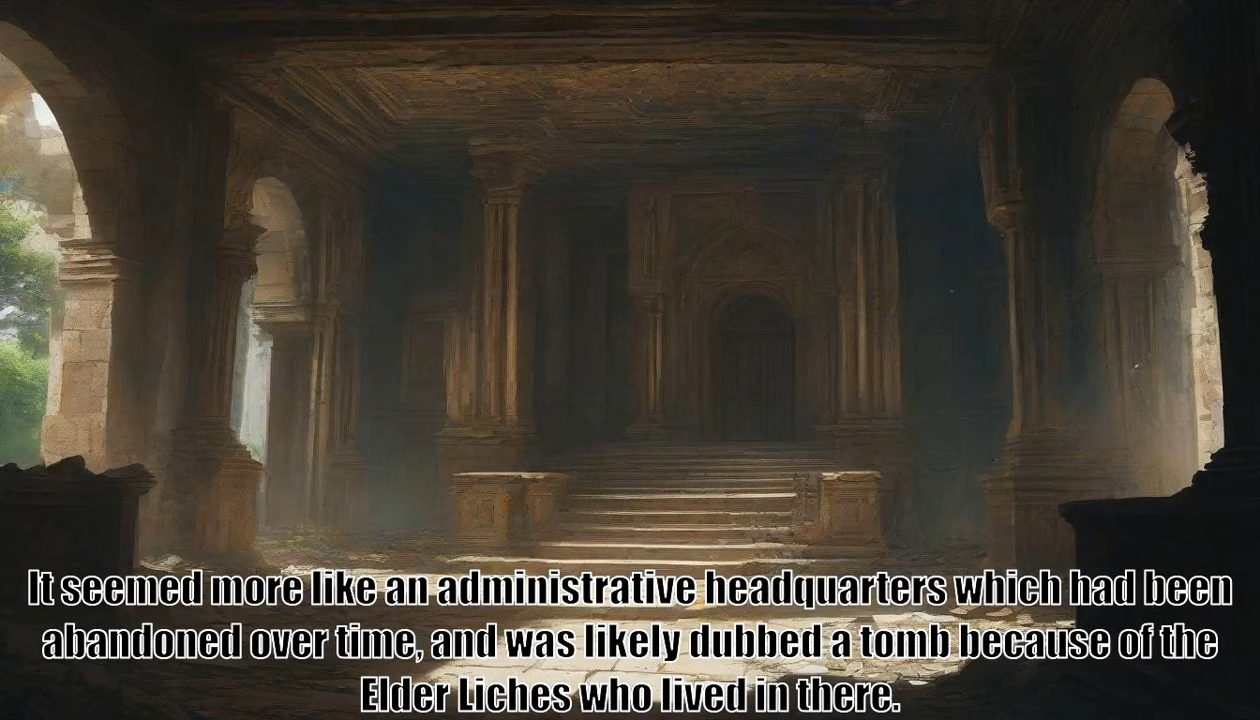 It seemed more like an administrative headquarters which had been
abandoned over time, and was likely dubbed a tomb because of the
Elder Liches who lived in there.